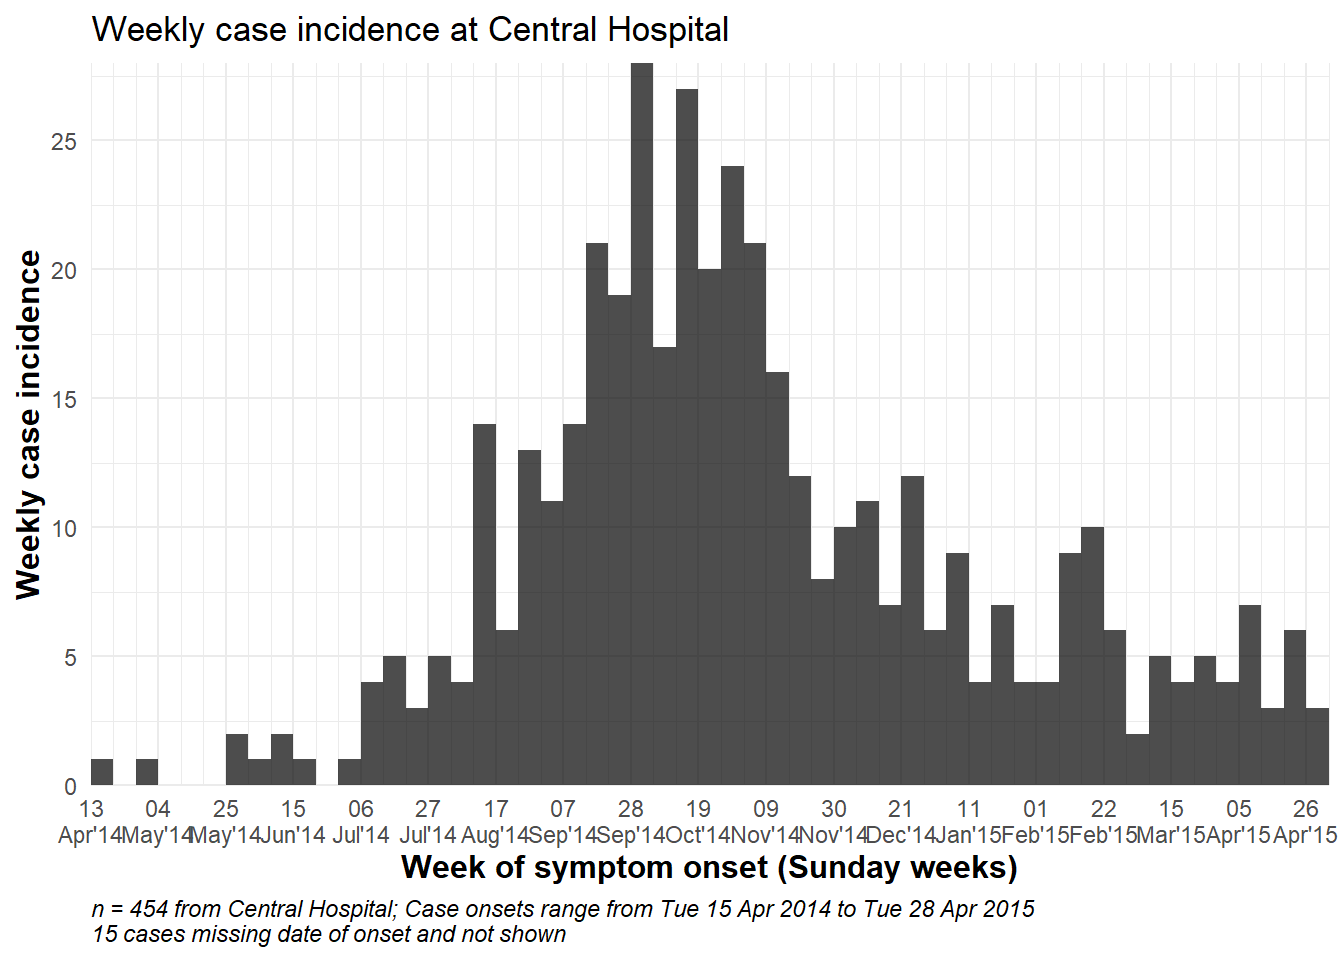 Weekly case incidence at Central Hospital
Weekly case incidence
25
20
15
10
5
0
13 04 25 15 06 27 17 07 28 19 09 30 21 11 01 22 15 05 26
Apr'14 May'14 May'14 Jun'14 Jul'14 Jul'14 Aug'14 Sep'14 Sep'14 Oct'14 Nov'14 Nov'14 Dec'14 Jan'15 Feb'15 Feb'15 Mar'15 Apr'15 Apr'15
Week of symptom onset (Sunday weeks)
n = 454 from Central Hospital; Case onsets range from Tue 15 Apr 2014 to Tue 28 Apr 2015
15 cases missing date of onset and not shown